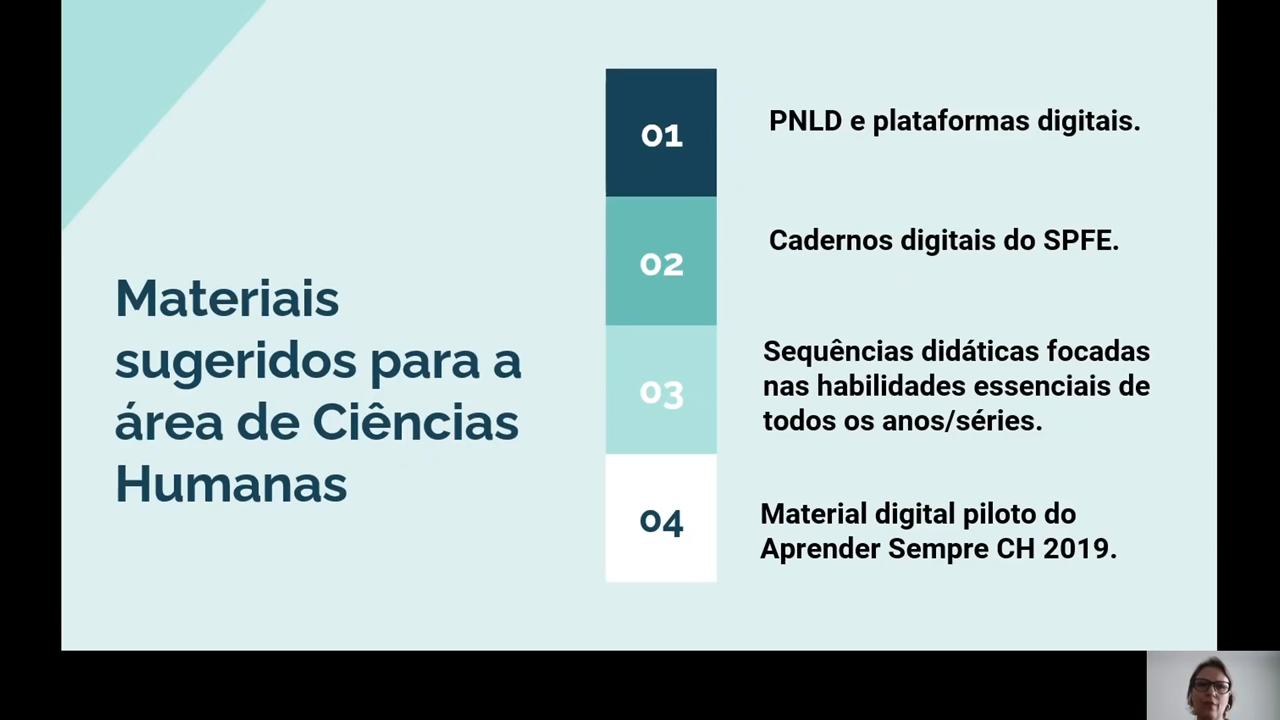 Materiais
sugeridos para a
área de Ciências
Humanas
01
PNLD e plataformas digitais.
02
Cadernos digitais do SPFE.
03
Sequências didáticas focadas
nas habilidades essenciais de
todos os anos/séries.
04
Material digital piloto do
Aprender Sempre CH 2019.